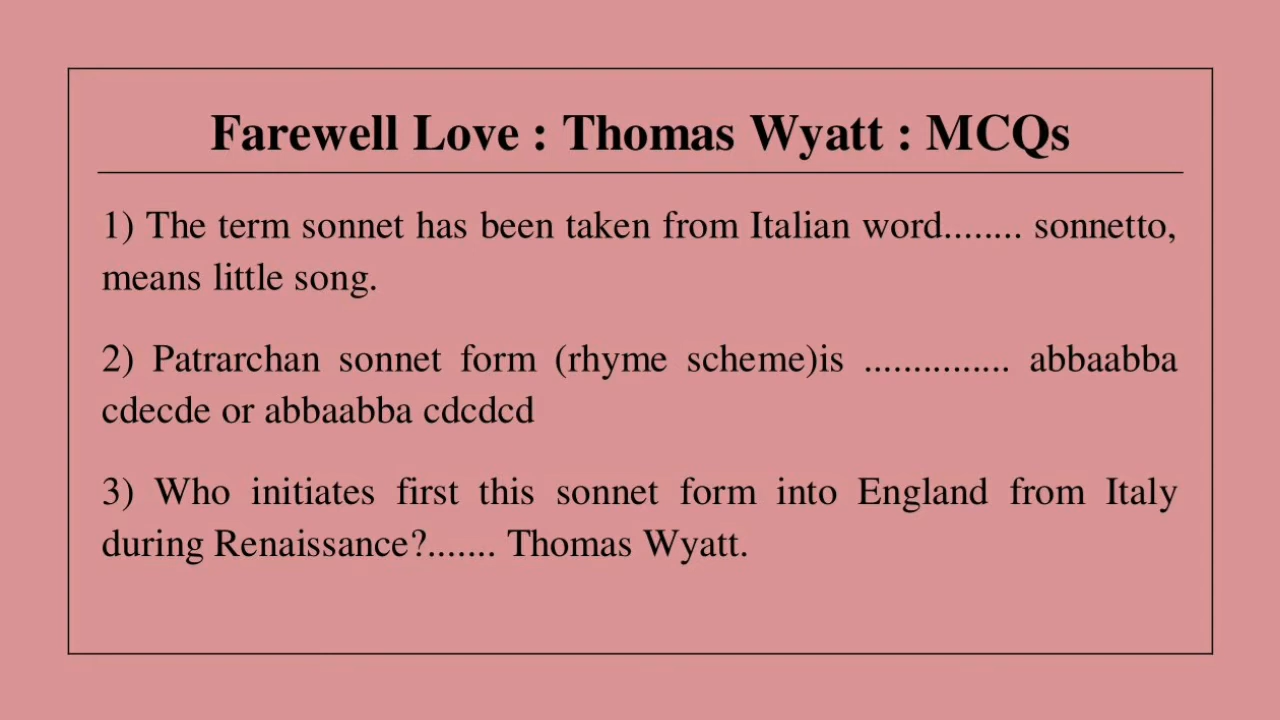 Farewell Love : Thomas Wyatt : MCQs
1) The term sonnet has been taken from Italian word........ sonnetto,
means little song.
2) Patrarchan sonnet form (rhyme scheme)is ............... abbaabba
cdecde or abbaabba cdcdcd
3) Who initiates first this sonnet form into England from Italy
during Renaissance?....... Thomas Wyatt.